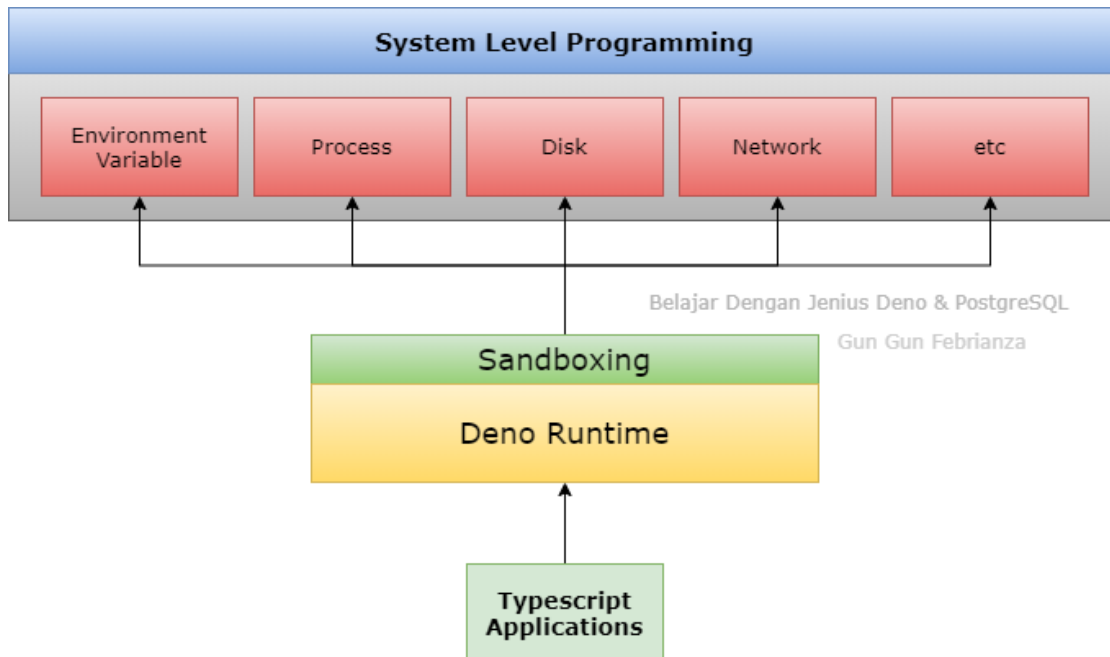 System Level Programming
Environment
Variable
Process
Disk
Network
etc
Belajar Dengan Jenius Deno & PostgreSQL
Gun Gun Febrianza
Sandboxing
Deno Runtime
Typescript
Applications